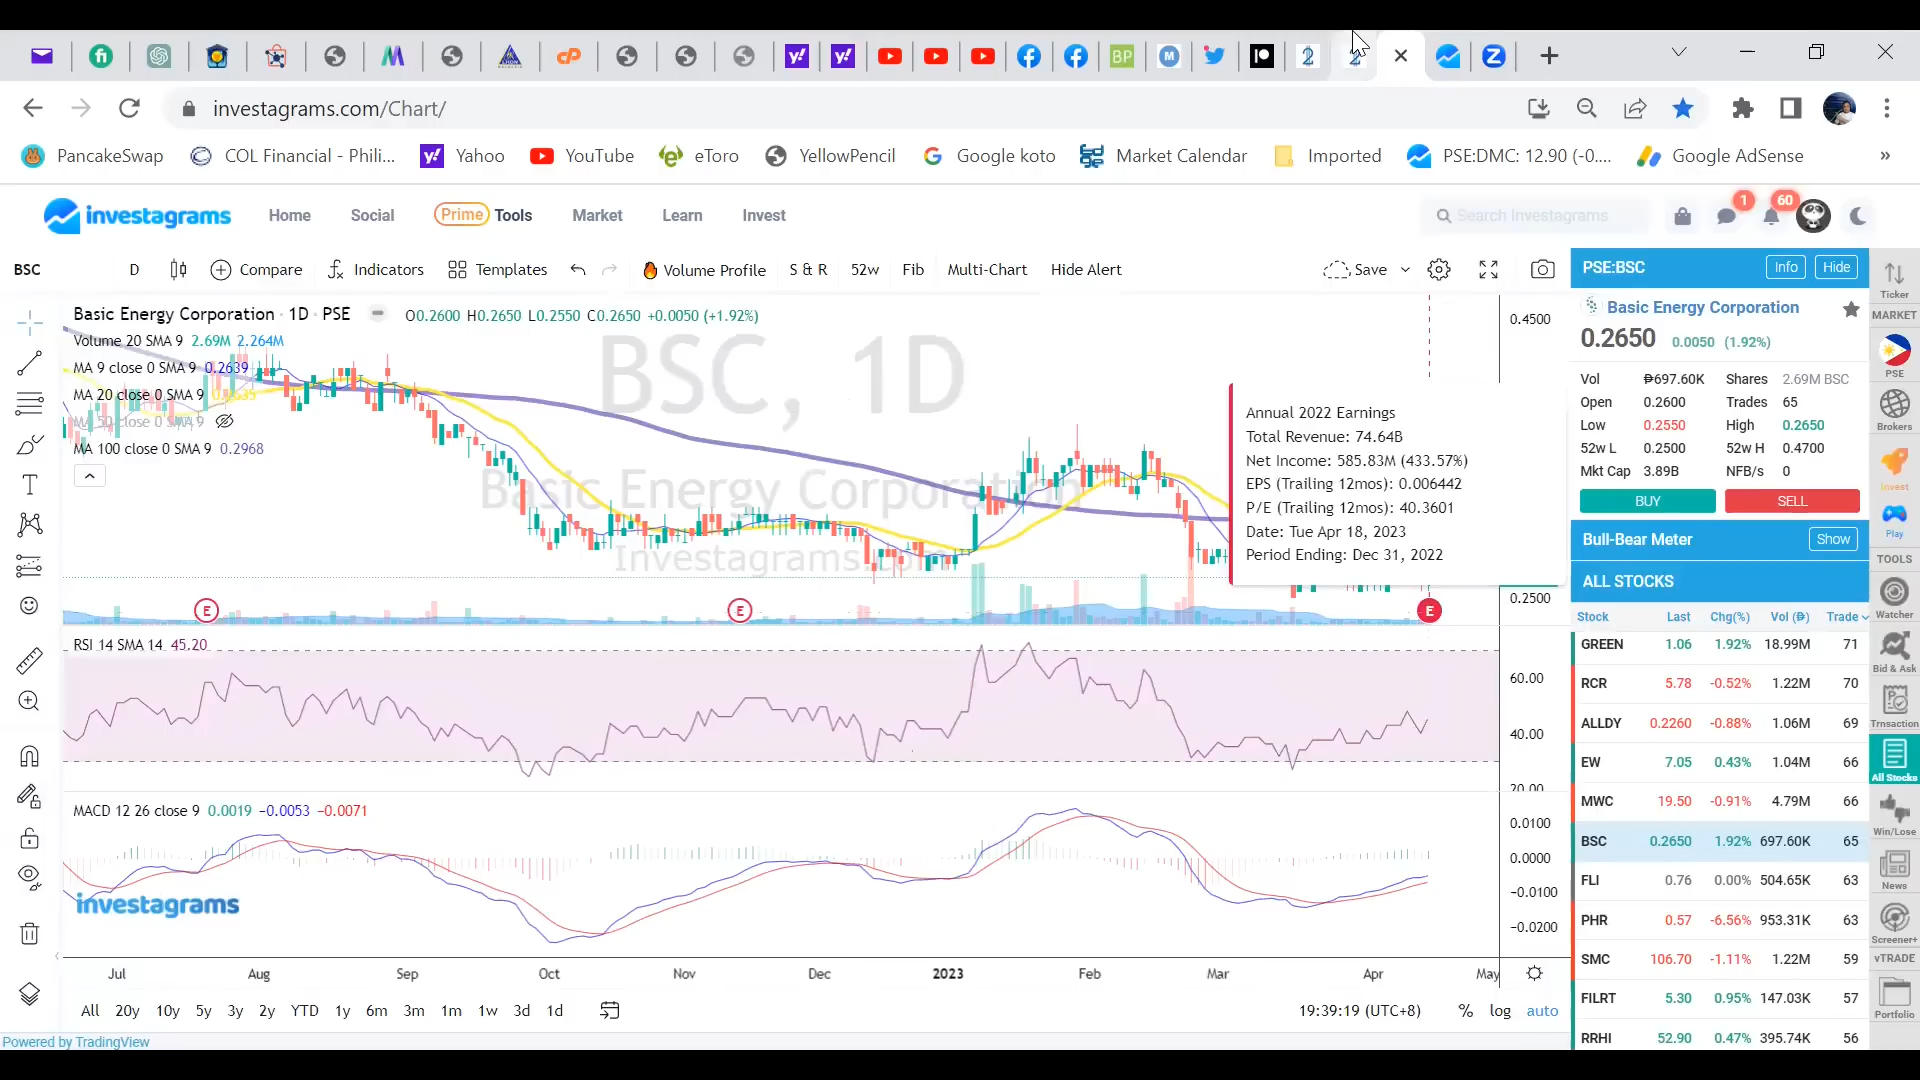 BP
M
investagrams.com/Chart/
PancakeSwap
COL Financial - Phili...
Yahoo
YouTube
eToro
YellowPencil
Google koto
Market Calendar
Imported
PSE:DMC: 12.90 (-0....
Google AdSense
»
investagrams
Home
Social
Prime Tools
Market
Learn
Invest
Search Investagrams
1
60
BSC
D
Compare
Indicators
Templates
Volume Profile
S & R
52w
Fib
Multi-Chart
Hide Alert
Save
Basic Energy Corporation · 1D · PSE
O0.2600 H0.2650 L0.2550 C0.2650 +0.0050 (+1.92%)
Volume 20 SMA 9 2.69M 2.264M
MA 9 close 0 SMA 9 0.2639
MA 20 close 0 SMA 9
MA 50 close 0 SMA 9
MA 100 close 0 SMA 9 0.2968
BSC, 1D
Basic Energy Corporation
Investagrams.com
0.4500
0.2500
Annual 2022 Earnings
Total Revenue: 74.64B
Net Income: 585.83M (433.57%)
EPS (Trailing 12mos): 0.006442
P/E (Trailing 12mos): 40.3601
Date: Tue Apr 18, 2023
Period Ending: Dec 31, 2022
E
E
E
RSI 14 SMA 14 45.20
60.00
40.00
20.00
MACD 12 26 close 9 0.0019 −0.0053 −0.0071
0.0100
0.0000
−0.0100
−0.0200
investagrams
Jul
Aug
Sep
Oct
Nov
Dec
2023
Feb
Mar
Apr
May
All
20y
10y
5y
3y
2y
YTD
1y
6m
3m
1m
1w
3d
1d
19:39:19 (UTC+8)
%
log
auto
Powered by TradingView
PSE:BSC
Info
Hide
Basic Energy Corporation
0.2650 0.0050 (1.92%)
Vol ₱697.60K Shares 2.69M BSC
Open 0.2600 Trades 65
Low 0.2550 High 0.2650
52w L 0.2500 52w H 0.4700
Mkt Cap 3.89B NFB/s 0
BUY
SELL
Bull-Bear Meter
Show
ALL STOCKS
Stock Last Chg(%) Vol (₱) Trade
GREEN 1.06 1.92% 18.99M 71
RCR 5.78 -0.52% 1.22M 70
ALLDY 0.2260 -0.88% 1.06M 69
EW 7.05 0.43% 1.04M 66
MWC 19.50 -0.91% 4.79M 66
BSC 0.2650 1.92% 697.60K 65
FLI 0.76 0.00% 504.65K 63
PHR 0.57 -6.56% 953.31K 63
SMC 106.70 -1.11% 1.22M 59
FILRT 5.30 0.95% 147.03K 57
RRHI 52.90 0.47% 395.74K 56
Ticker
MARKET
PSE
Brokers
Invest
Play
TOOLS
Watcher
Bid & Ask
Trnsaction
All Stocks
Win/Lose
News
Screener+
vTRADE
Portfolio